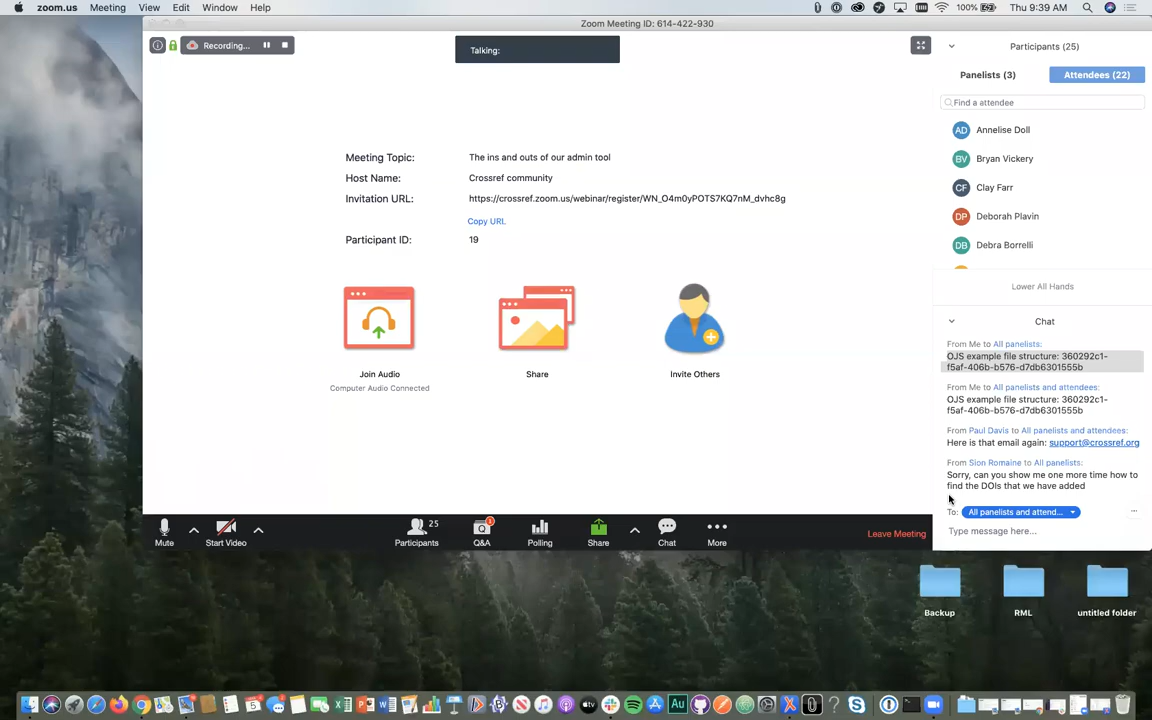 zoom.us Meeting View Edit Window Help
100% Thu 9:39 AM
Zoom Meeting ID: 614-422-930
Recording...
Talking:
Meeting Topic: The ins and outs of our admin tool
Host Name: Crossref community
Invitation URL: https://crossref.zoom.us/webinar/register/WN_O4m0yPOTS7KQ7nM_dvhc8g
Copy URL
Participant ID: 19
Join Audio
Computer Audio Connected
Share
Invite Others
Mute
Start Video
25
Participants
Q&A
Polling
Share
Chat
More
Leave Meeting
Participants (25)
Panelists (3) Attendees (22)
Find a attendee
AD Annelise Doll
BV Bryan Vickery
CF Clay Farr
DP Deborah Plavin
DB Debra Borrelli
Lower All Hands
Chat
From Me to All panelists:
OJS example file structure: 360292c1-
f5af-406b-b576-d7db6301555b
From Me to All panelists and attendees:
OJS example file structure: 360292c1-
f5af-406b-b576-d7db6301555b
From Paul Davis to All panelists and attendees:
Here is that email again: support@crossref.org
From Sion Romaine to All panelists:
Sorry, can you show me one more time how to
find the DOIs that we have added
To: All panelists and attend...
Type message here...
Backup
RML
untitled folder